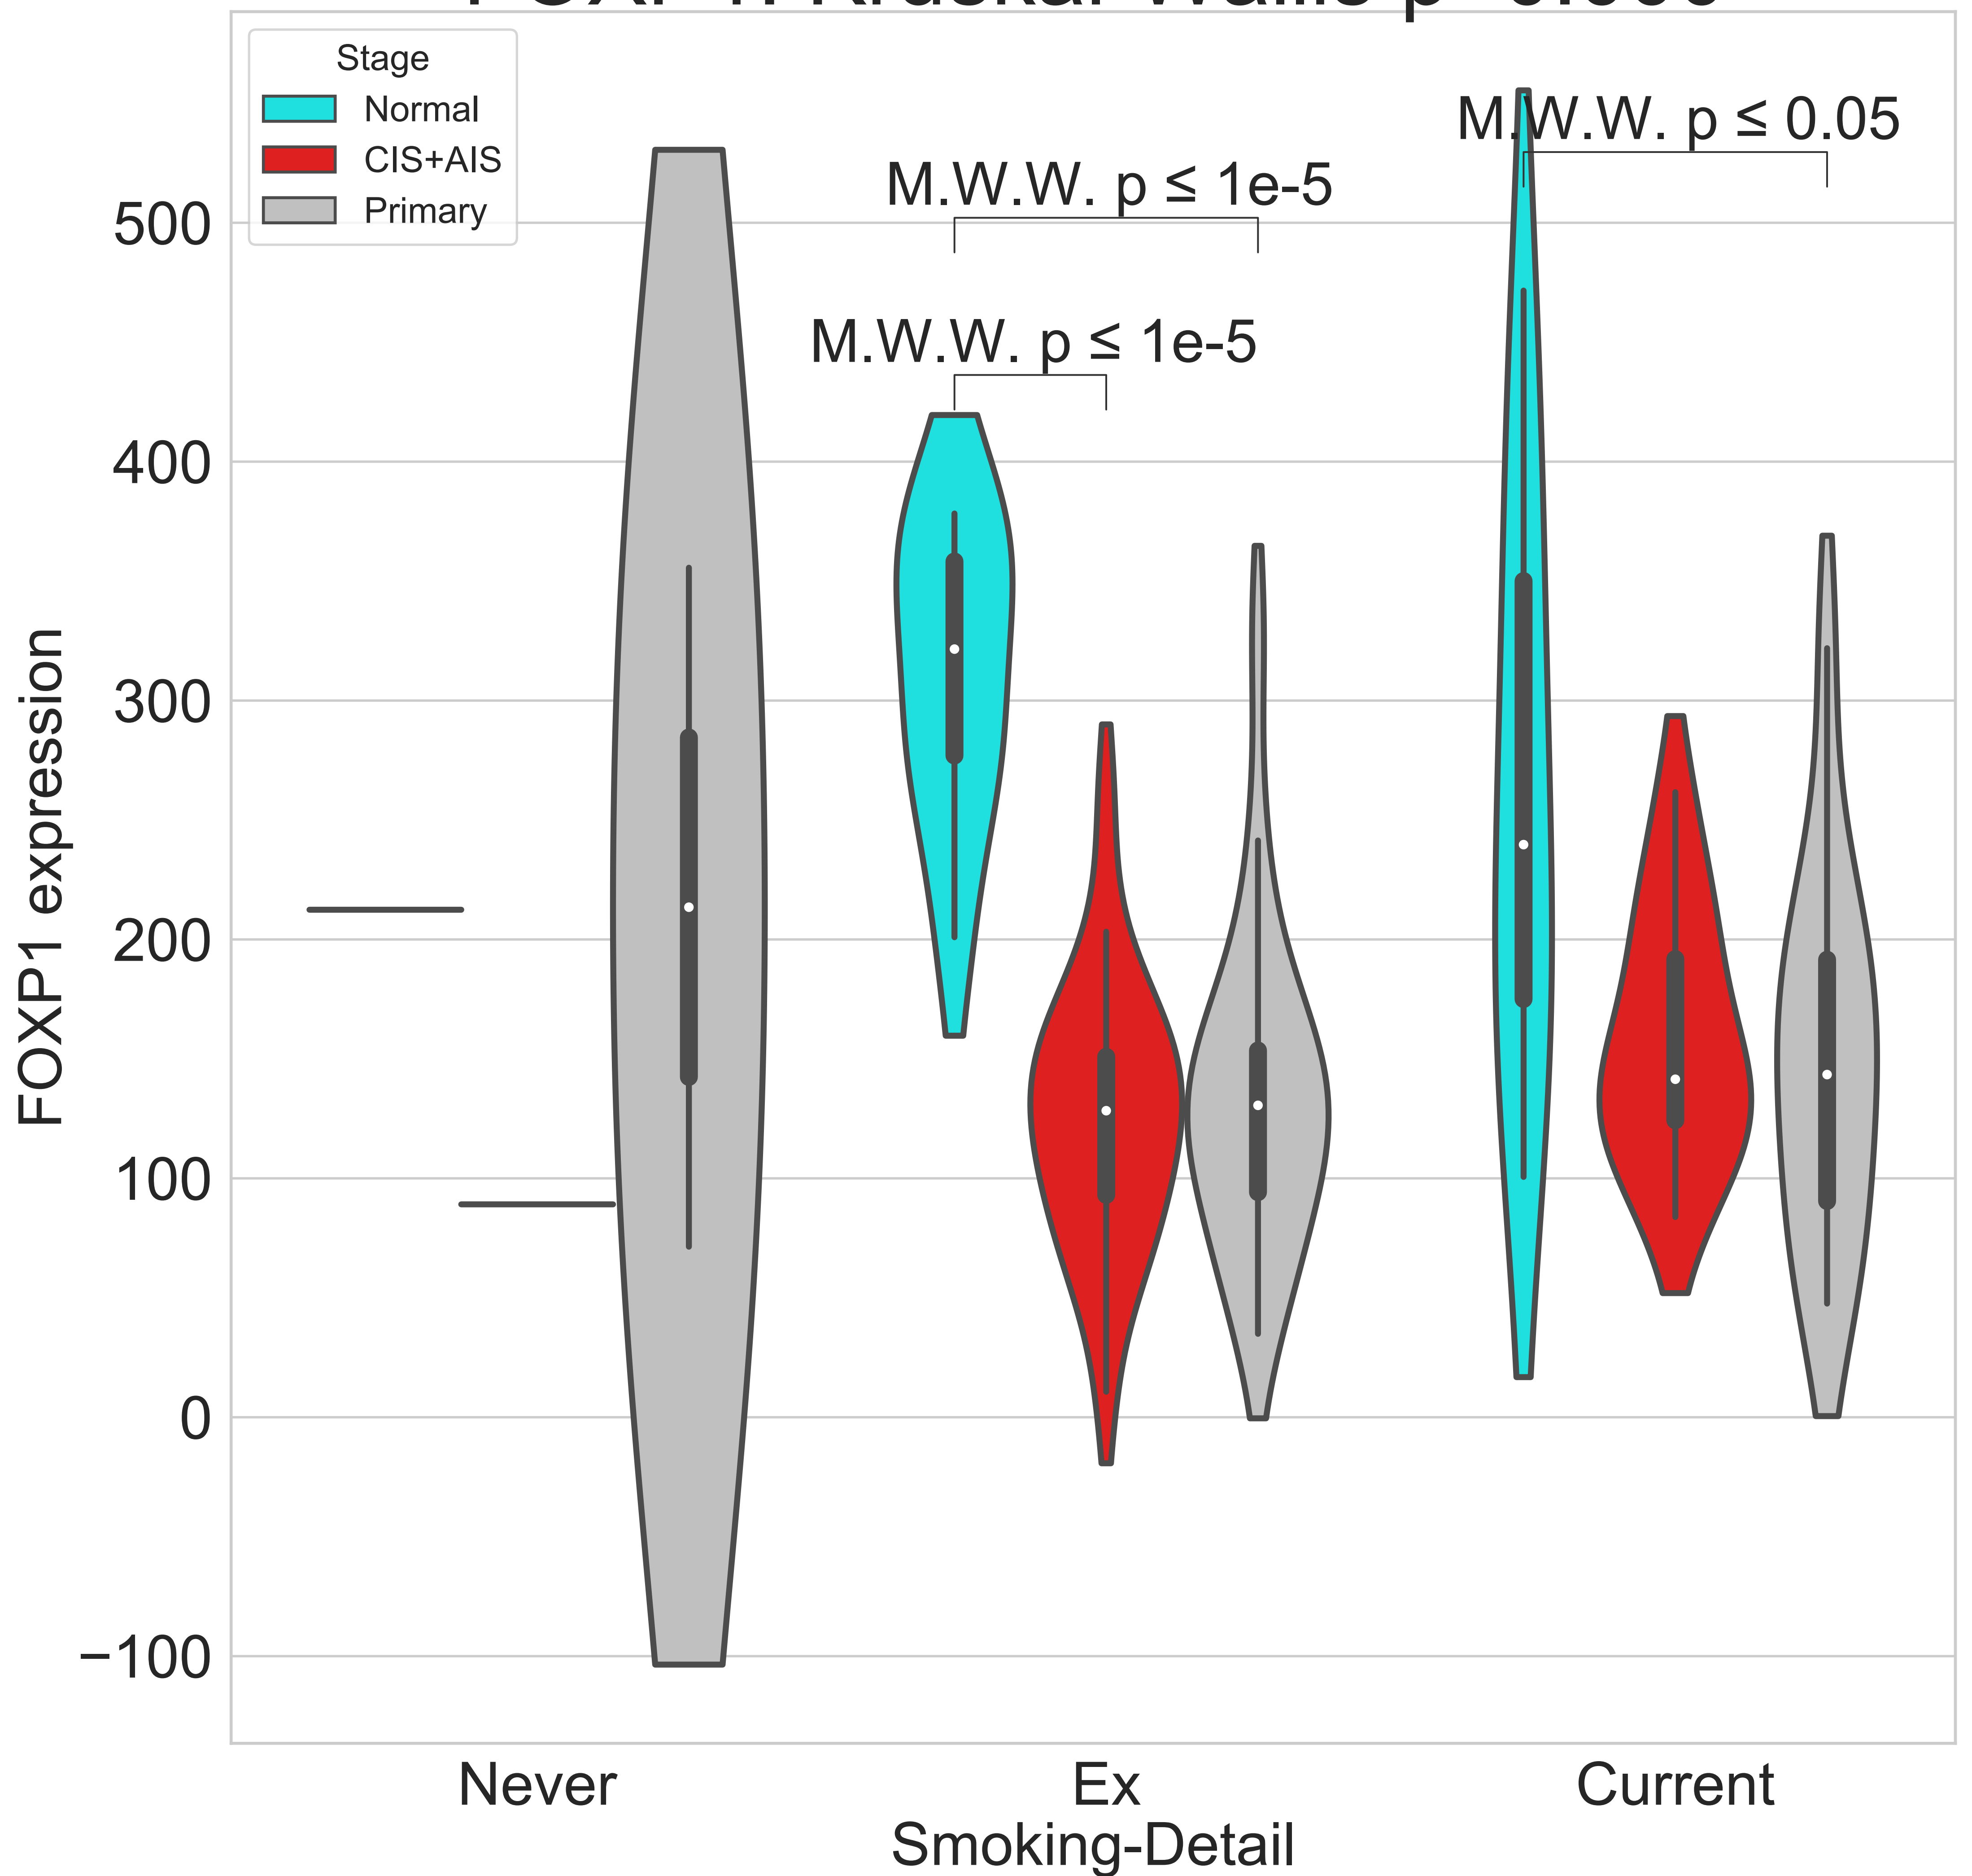 Stage
Normal
CIS+AIS
Primary
M.W.W. p ≤ 0.05
M.W.W. p ≤ 1e-5
M.W.W. p ≤ 1e-5
500
400
300
200
100
0
−100
FOXP1 expression
Never
Ex
Current
Smoking-Detail